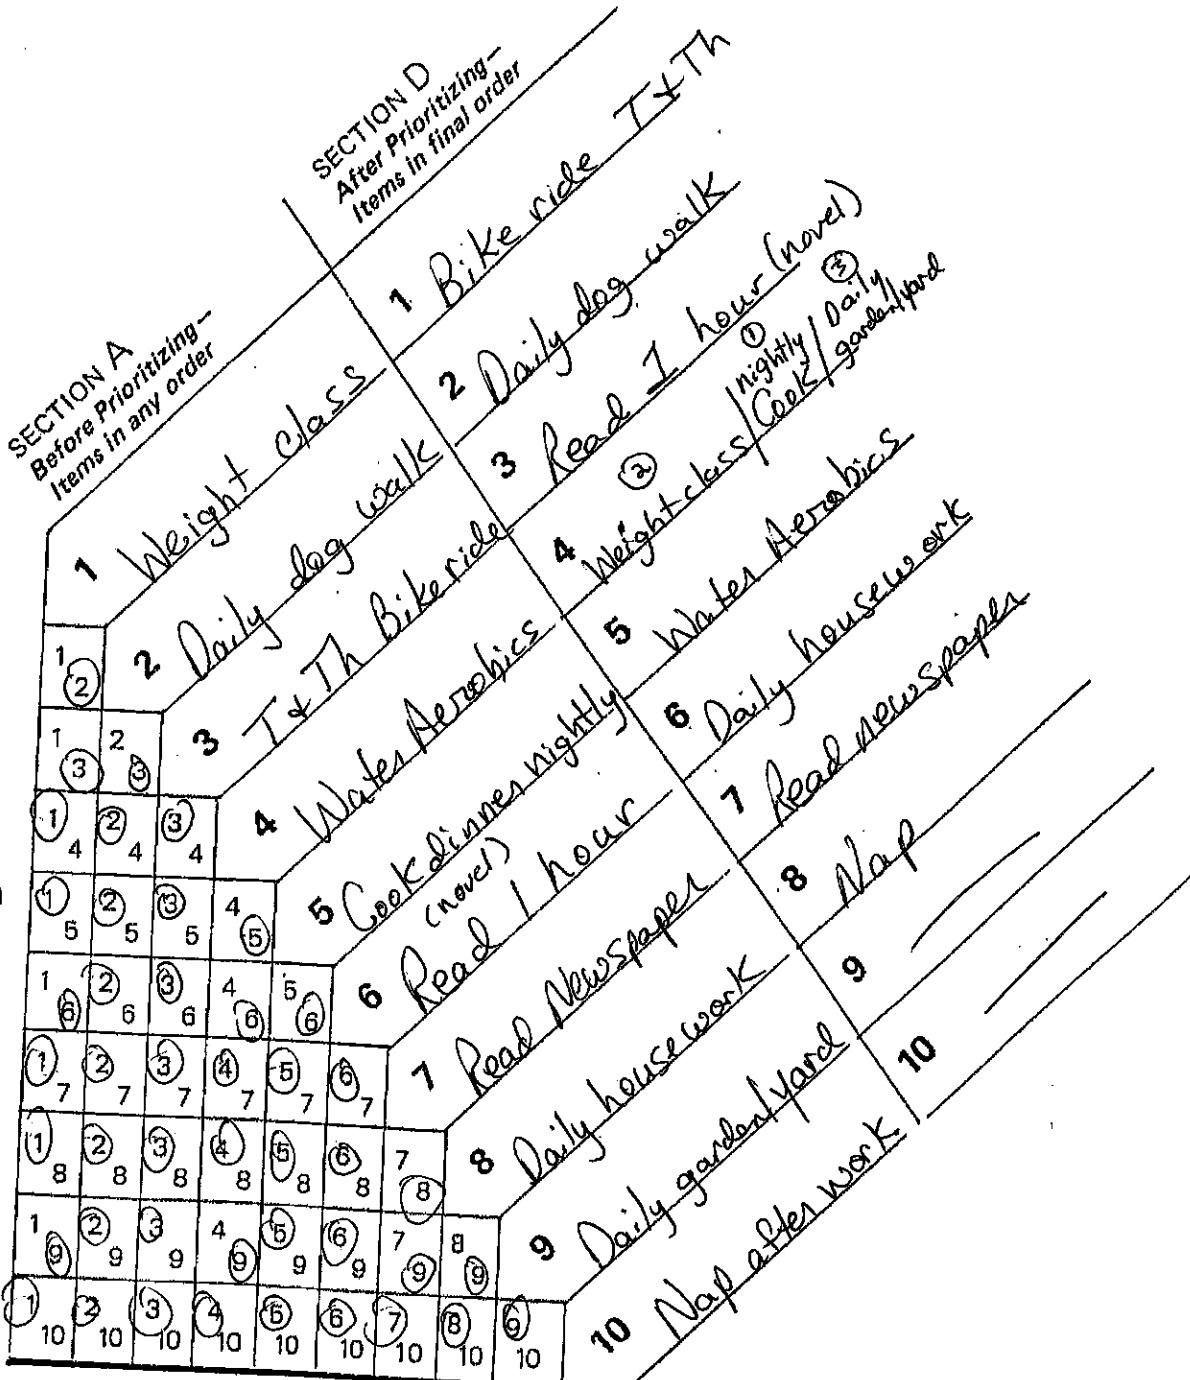 SECTION D
After Prioritizing—
Items in final order
1 Bike ride T & Th
2 Daily dog walk
3 Read 1 hour (novel)
② ① ③
4 Weight class / nightly Cook / Daily garden/yard
5 Water Aerobics
6 Daily housework
7 Read newspaper
8 Nap
9
10
SECTION A
Before Prioritizing—
Items in any order
1 Weight class
2 Daily dog walk
3 T & Th Bike ride
4 Water Aerobics
5 Cook dinner nightly
6 Read 1 hour (novel)
7 Read Newspaper
8 Daily housework
9 Daily garden/yard
10 Nap after work
1 2
1 3 2 3
1 4 2 4 3 4
1 5 2 5 3 5 4 5
1 6 2 6 3 6 4 6 5 6
1 7 2 7 3 7 4 7 5 7 6 7
1 8 2 8 3 8 4 8 5 8 6 8 7 8
1 9 2 9 3 9 4 9 5 9 6 9 7 9 8 9
1 10 2 10 3 10 4 10 5 10 6 10 7 10 8 10 9 10